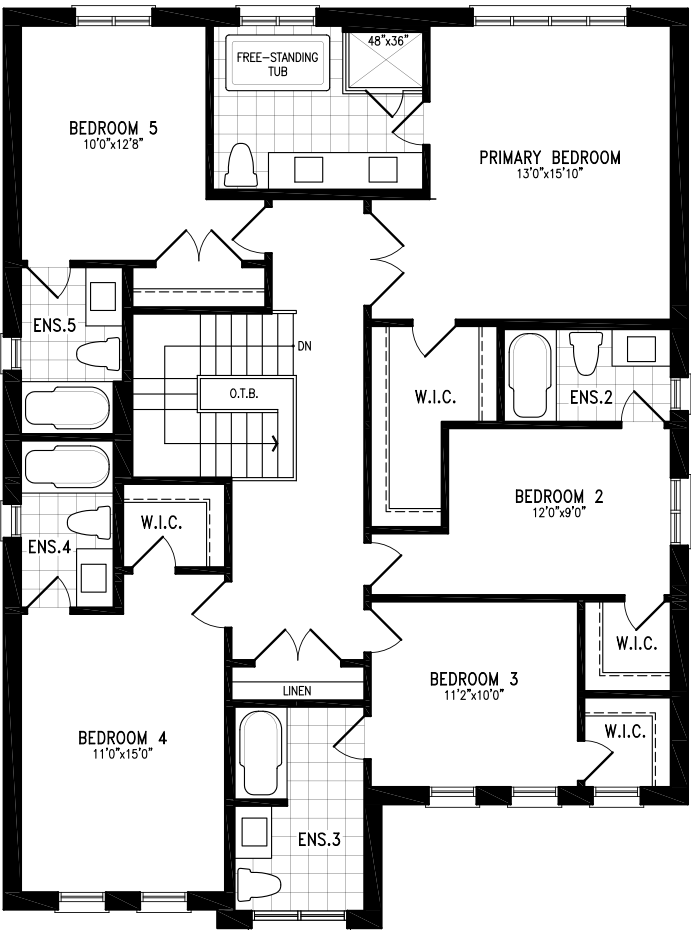 48"x36"
FREE-STANDING
TUB
BEDROOM 5
10'0"x12'8"
PRIMARY BEDROOM
13'0"x15'10"
ENS.5
DN
O.T.B.
W.I.C.
ENS.2
BEDROOM 2
12'0"x9'0"
W.I.C.
ENS.4
W.I.C.
BEDROOM 3
11'2"x10'0"
LINEN
W.I.C.
BEDROOM 4
11'0"x15'0"
ENS.3